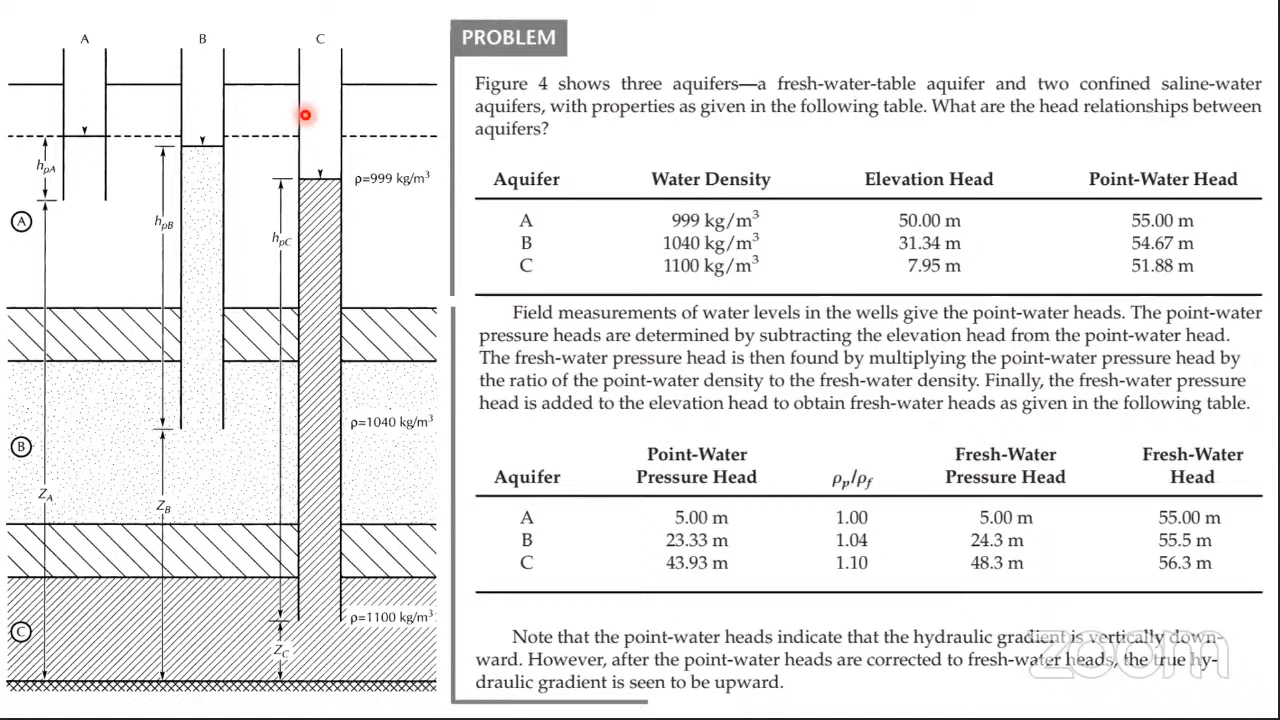 A B C
PROBLEM
Figure 4 shows three aquifers—a fresh-water-table aquifer and two confined saline-water
aquifers, with properties as given in the following table. What are the head relationships between
aquifers?
Aquifer Water Density Elevation Head Point-Water Head
A 999 kg/m³ 50.00 m 55.00 m
B 1040 kg/m³ 31.34 m 54.67 m
C 1100 kg/m³ 7.95 m 51.88 m
Field measurements of water levels in the wells give the point-water heads. The point-water
pressure heads are determined by subtracting the elevation head from the point-water head.
The fresh-water pressure head is then found by multiplying the point-water pressure head by
the ratio of the point-water density to the fresh-water density. Finally, the fresh-water pressure
head is added to the elevation head to obtain fresh-water heads as given in the following table.
Point-Water Fresh-Water Fresh-Water
Aquifer Pressure Head ρp/ρf Pressure Head Head
A 5.00 m 1.00 5.00 m 55.00 m
B 23.33 m 1.04 24.3 m 55.5 m
C 43.93 m 1.10 48.3 m 56.3 m
Note that the point-water heads indicate that the hydraulic gradient is vertically down-
ward. However, after the point-water heads are corrected to fresh-water heads, the true hy-
draulic gradient is seen to be upward.
hpA
ρ=999 kg/m³
A
hpB
hpC
ρ=1040 kg/m³
B
ZA
ZB
ρ=1100 kg/m³
C
ZC
zoom